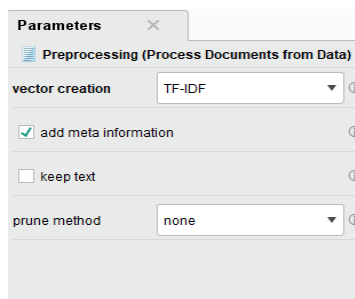 Parameters
Preprocessing (Process Documents from Data)
vector creation TF-IDF
add meta information
keep text
prune method none